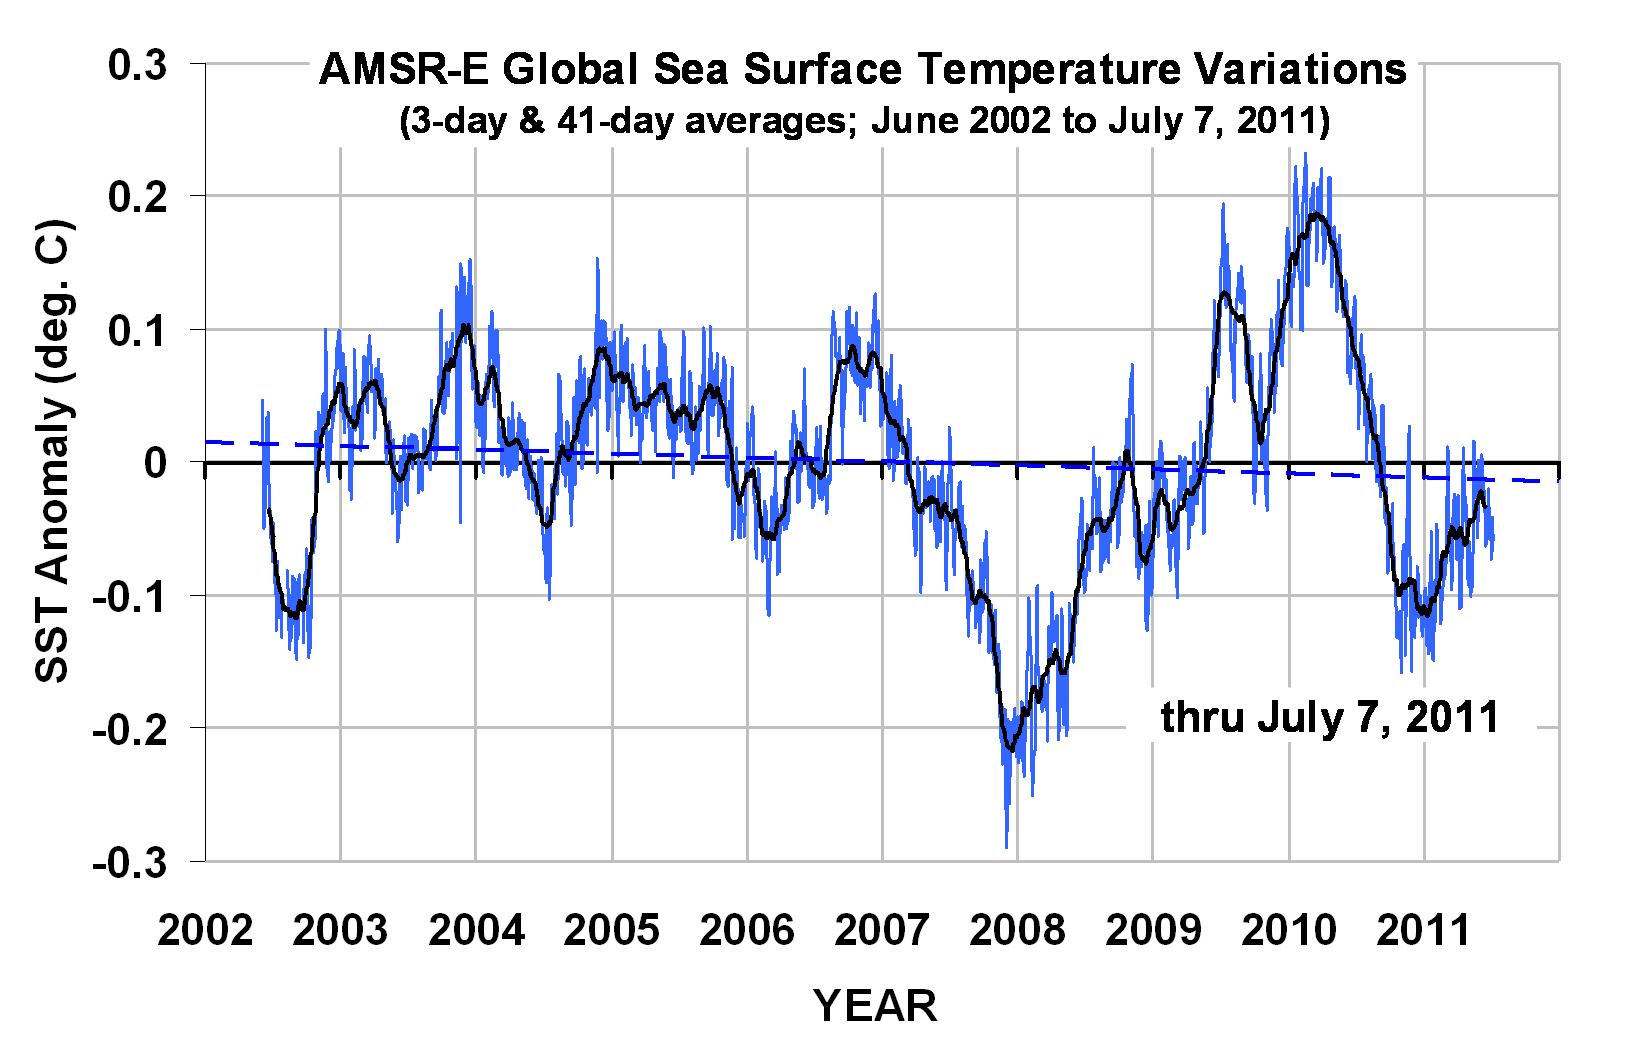 AMSR-E Global Sea Surface Temperature Variations
(3-day & 41-day averages; June 2002 to July 7, 2011)
0.3
0.2
0.1
0
-0.1
-0.2
-0.3
SST Anomaly (deg. C)
thru July 7, 2011
2002 2003 2004 2005 2006 2007 2008 2009 2010 2011
YEAR